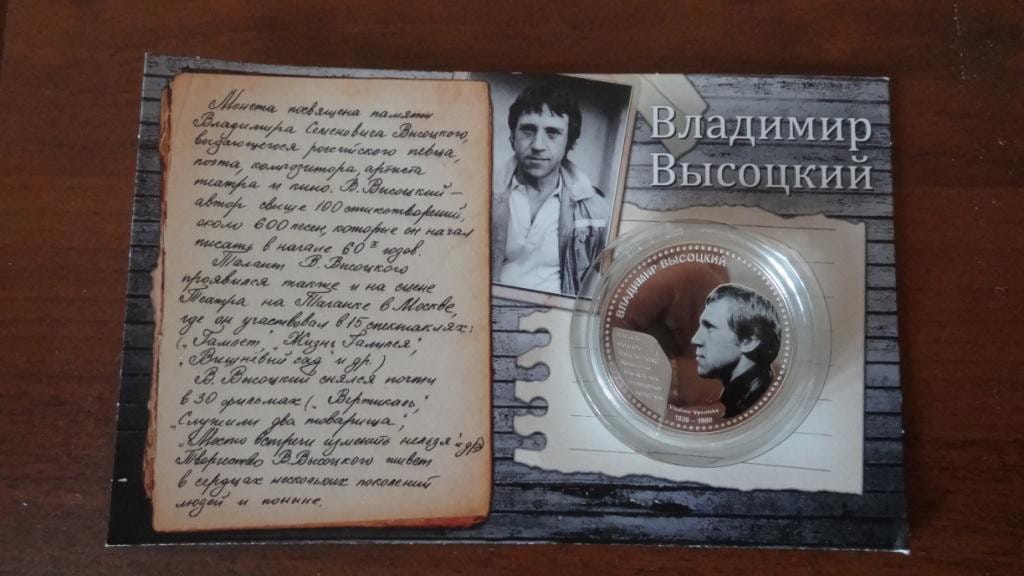 Монета посвящена памяти
Владимира Семеновича Высоцкого,
выдающегося российского певца,
поэта, композитора, артиста
театра и кино. В. Высоцкий –
автор свыше 100 стихотворений,
около 600 песен, которые он начал
писать в начале 60х годов.
Талант В. Высоцкого
проявился также и на сцене
Театра на Таганке в Москве,
где он участвовал в 15 спектаклях:
(„Гамлет", „Жизнь Галилея",
„Вишнёвый сад" и др.)
В. Высоцкий снялся почти
в 30 фильмах („Вертикаль",
„Служили два товарища",
„Место встречи изменить нельзя" и др)
Творчество В. Высоцкого живет
в сердцах нескольких поколений
людей и поныне.
Владимир
Высоцкий
ВЛАДИМИР ВЫСОЦКИЙ
Vladimir Vysotsky
1938 – 1980